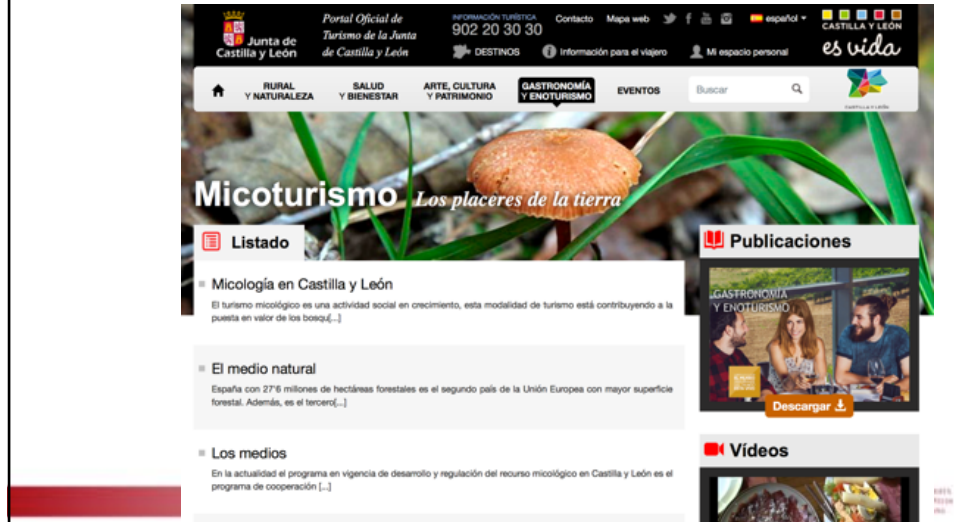 Junta de
Castilla y León
Portal Oficial de
Turismo de la Junta
de Castilla y León
INFORMACIÓN TURÍSTICA
902 20 30 30
Contacto
Mapa web
español
DESTINOS
Información para el viajero
Mi espacio personal
CASTILLA Y LEÓN
es vida
RURAL
Y NATURALEZA
SALUD
Y BIENESTAR
ARTE, CULTURA
Y PATRIMONIO
GASTRONOMÍA
Y ENOTURISMO
EVENTOS
Buscar
CASTILLA Y LEÓN
Micoturismo Los placeres de la tierra
Listado
Micología en Castilla y León
El turismo micológico es una actividad social en crecimiento, esta modalidad de turismo está contribuyendo a la
puesta en valor de los bosqu[...]
El medio natural
España con 27'6 millones de hectáreas forestales es el segundo país de la Unión Europea con mayor superficie
forestal. Además, es el tercero[...]
Los medios
En la actualidad el programa en vigencia de desarrollo y regulación del recurso micológico en Castilla y León es el
programa de cooperación [...]
Publicaciones
GASTRONOMÍA
Y ENOTURISMO
Descargar
Vídeos